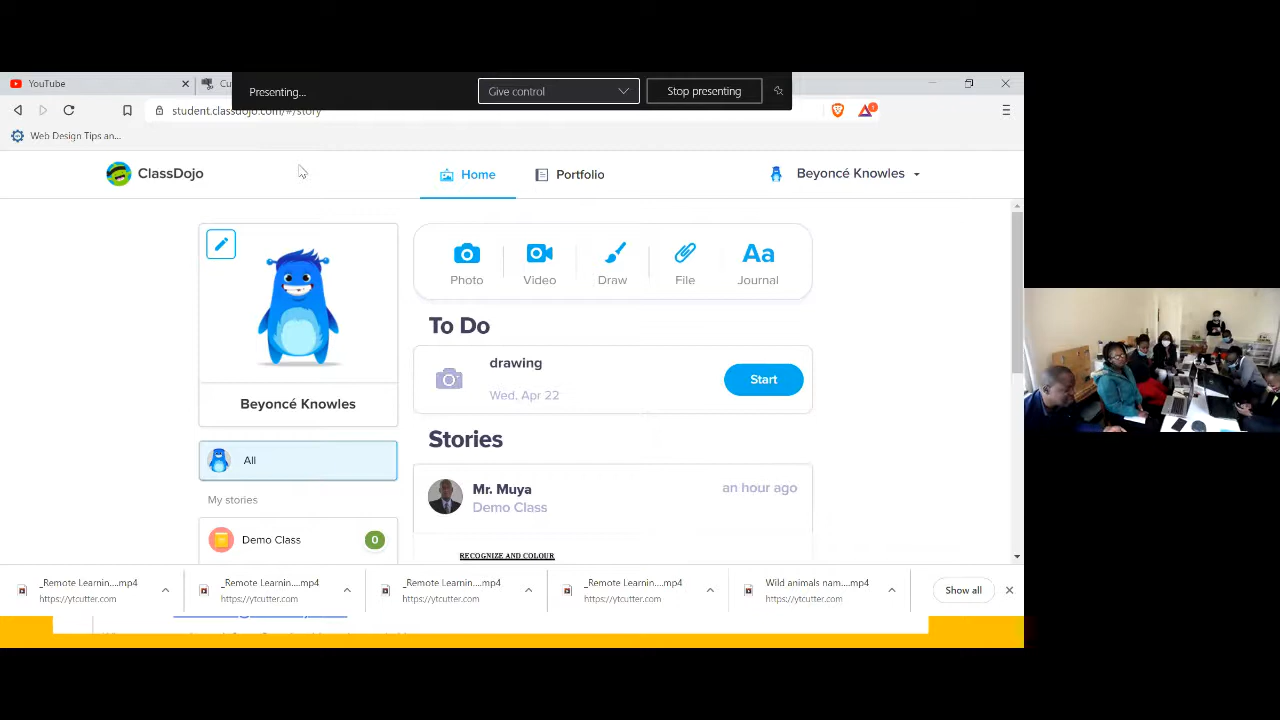 YouTube
Cu
Presenting...
Give control
Stop presenting
student.classdojo.com/#/story
1
Web Design Tips an...
ClassDojo
Home
Portfolio
Beyoncé Knowles
Photo
Video
Draw
File
Aa
Journal
To Do
drawing
Wed, Apr 22
Start
Beyoncé Knowles
Stories
All
My stories
Mr. Muya
an hour ago
Demo Class
Demo Class
0
RECOGNIZE AND COLOUR
_Remote Learnin....mp4
https://ytcutter.com
_Remote Learnin....mp4
https://ytcutter.com
_Remote Learnin....mp4
https://ytcutter.com
_Remote Learnin....mp4
https://ytcutter.com
Wild animals nam....mp4
https://ytcutter.com
Show all